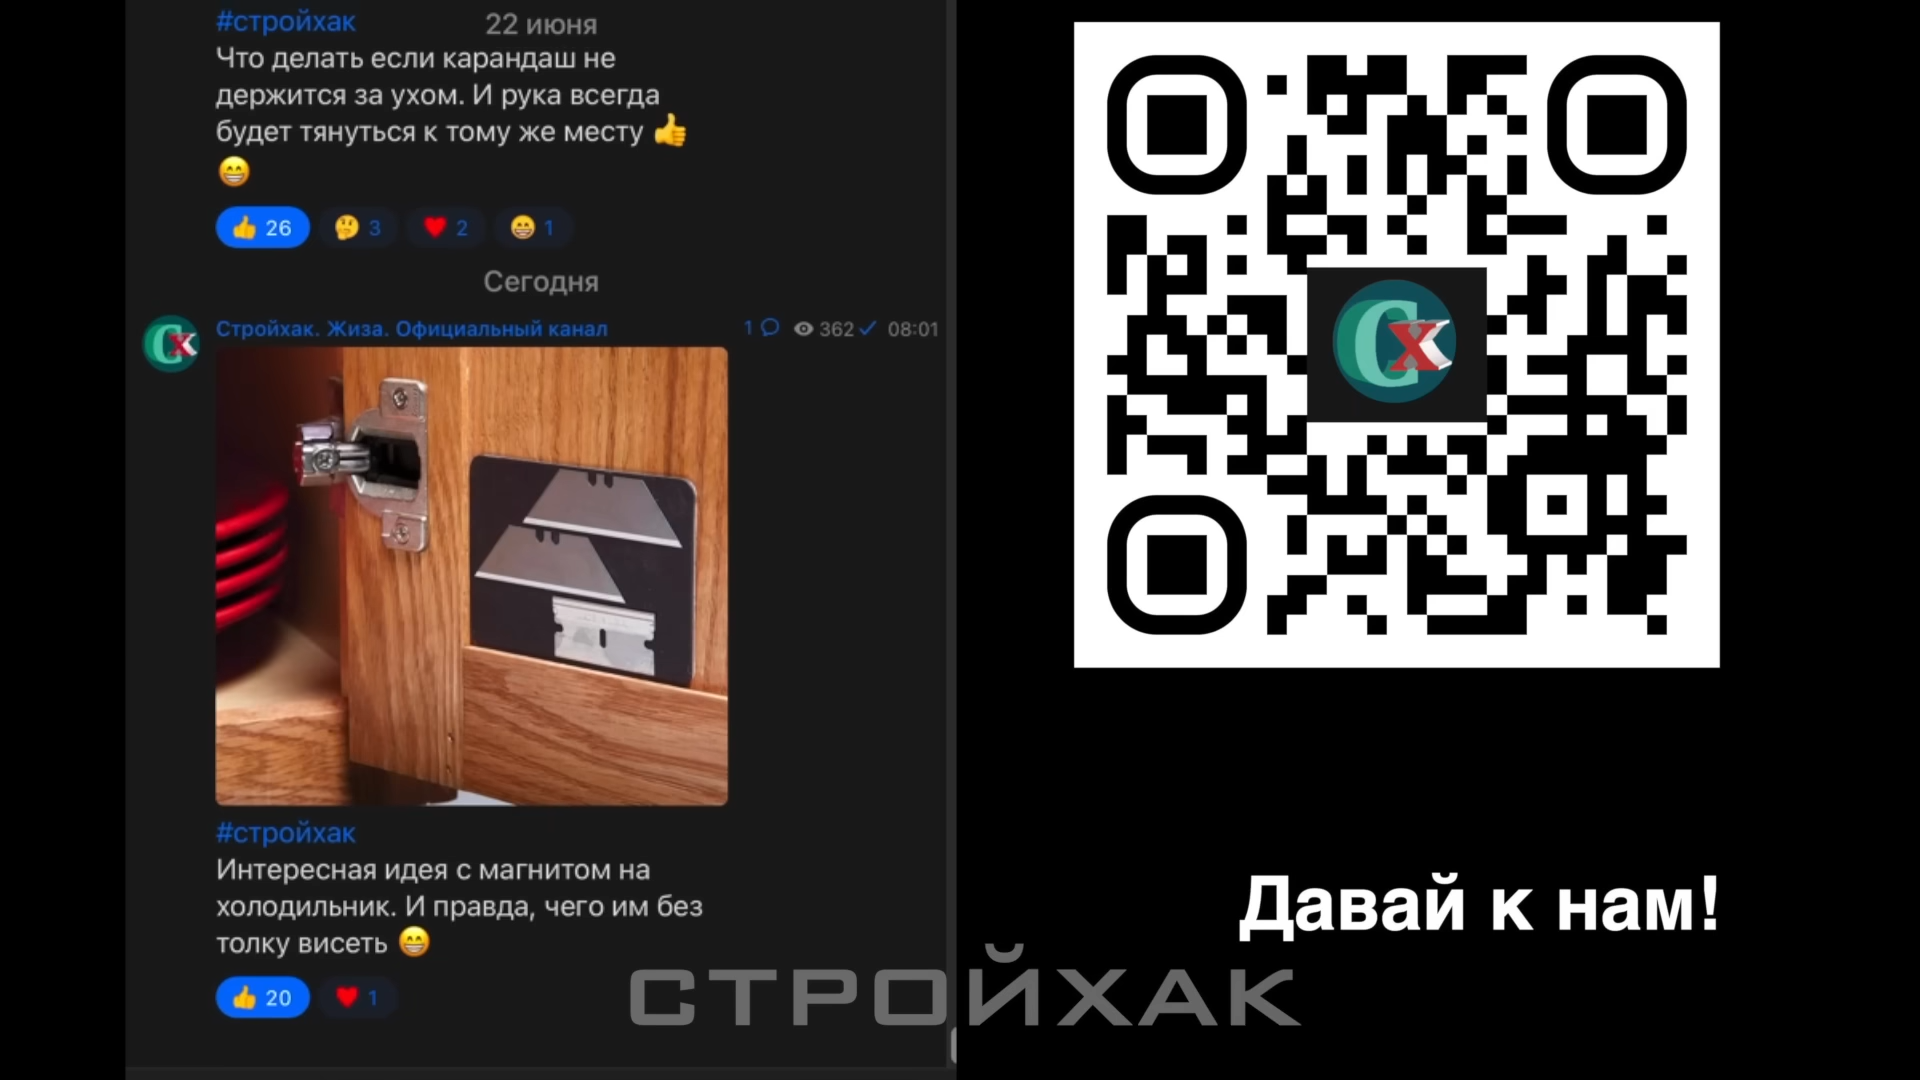 #стройхак
22 июня
Что делать если карандаш не
держится за ухом. И рука всегда
будет тянуться к тому же месту 👍
😁
👍 26 🤔 3 ❤️ 2 😁 1
Сегодня
Стройхак. Жиза. Официальный канал 1 362 08:01
#стройхак
Интересная идея с магнитом на
холодильник. И правда, чего им без
толку висеть 😁
👍 20 ❤️ 1
Сх
Давай к нам!
СТРОЙХАК